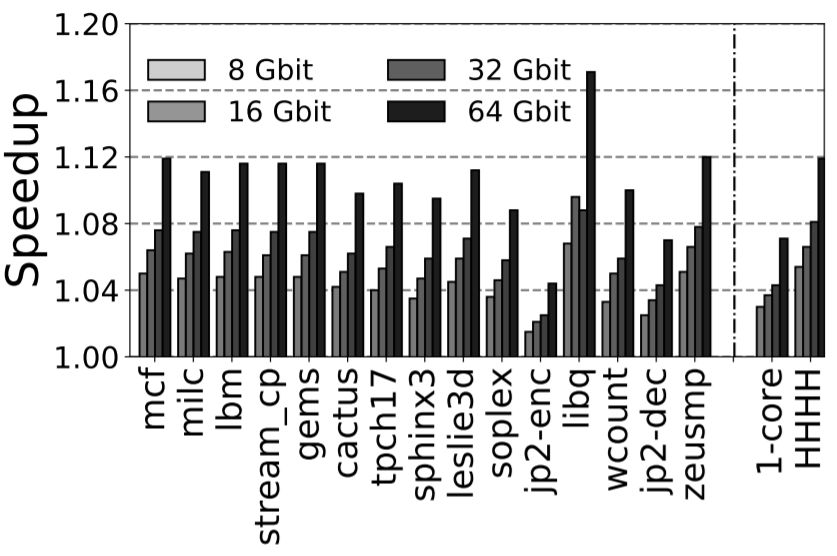 1.20
1.16
1.12
1.08
1.04
1.00
Speedup
8 Gbit
16 Gbit
32 Gbit
64 Gbit
mcf
milc
lbm
stream_cp
gems
cactus
tpch17
sphinx3
leslie3d
soplex
jp2-enc
libq
wcount
jp2-dec
zeusmp
1-core
HHHH